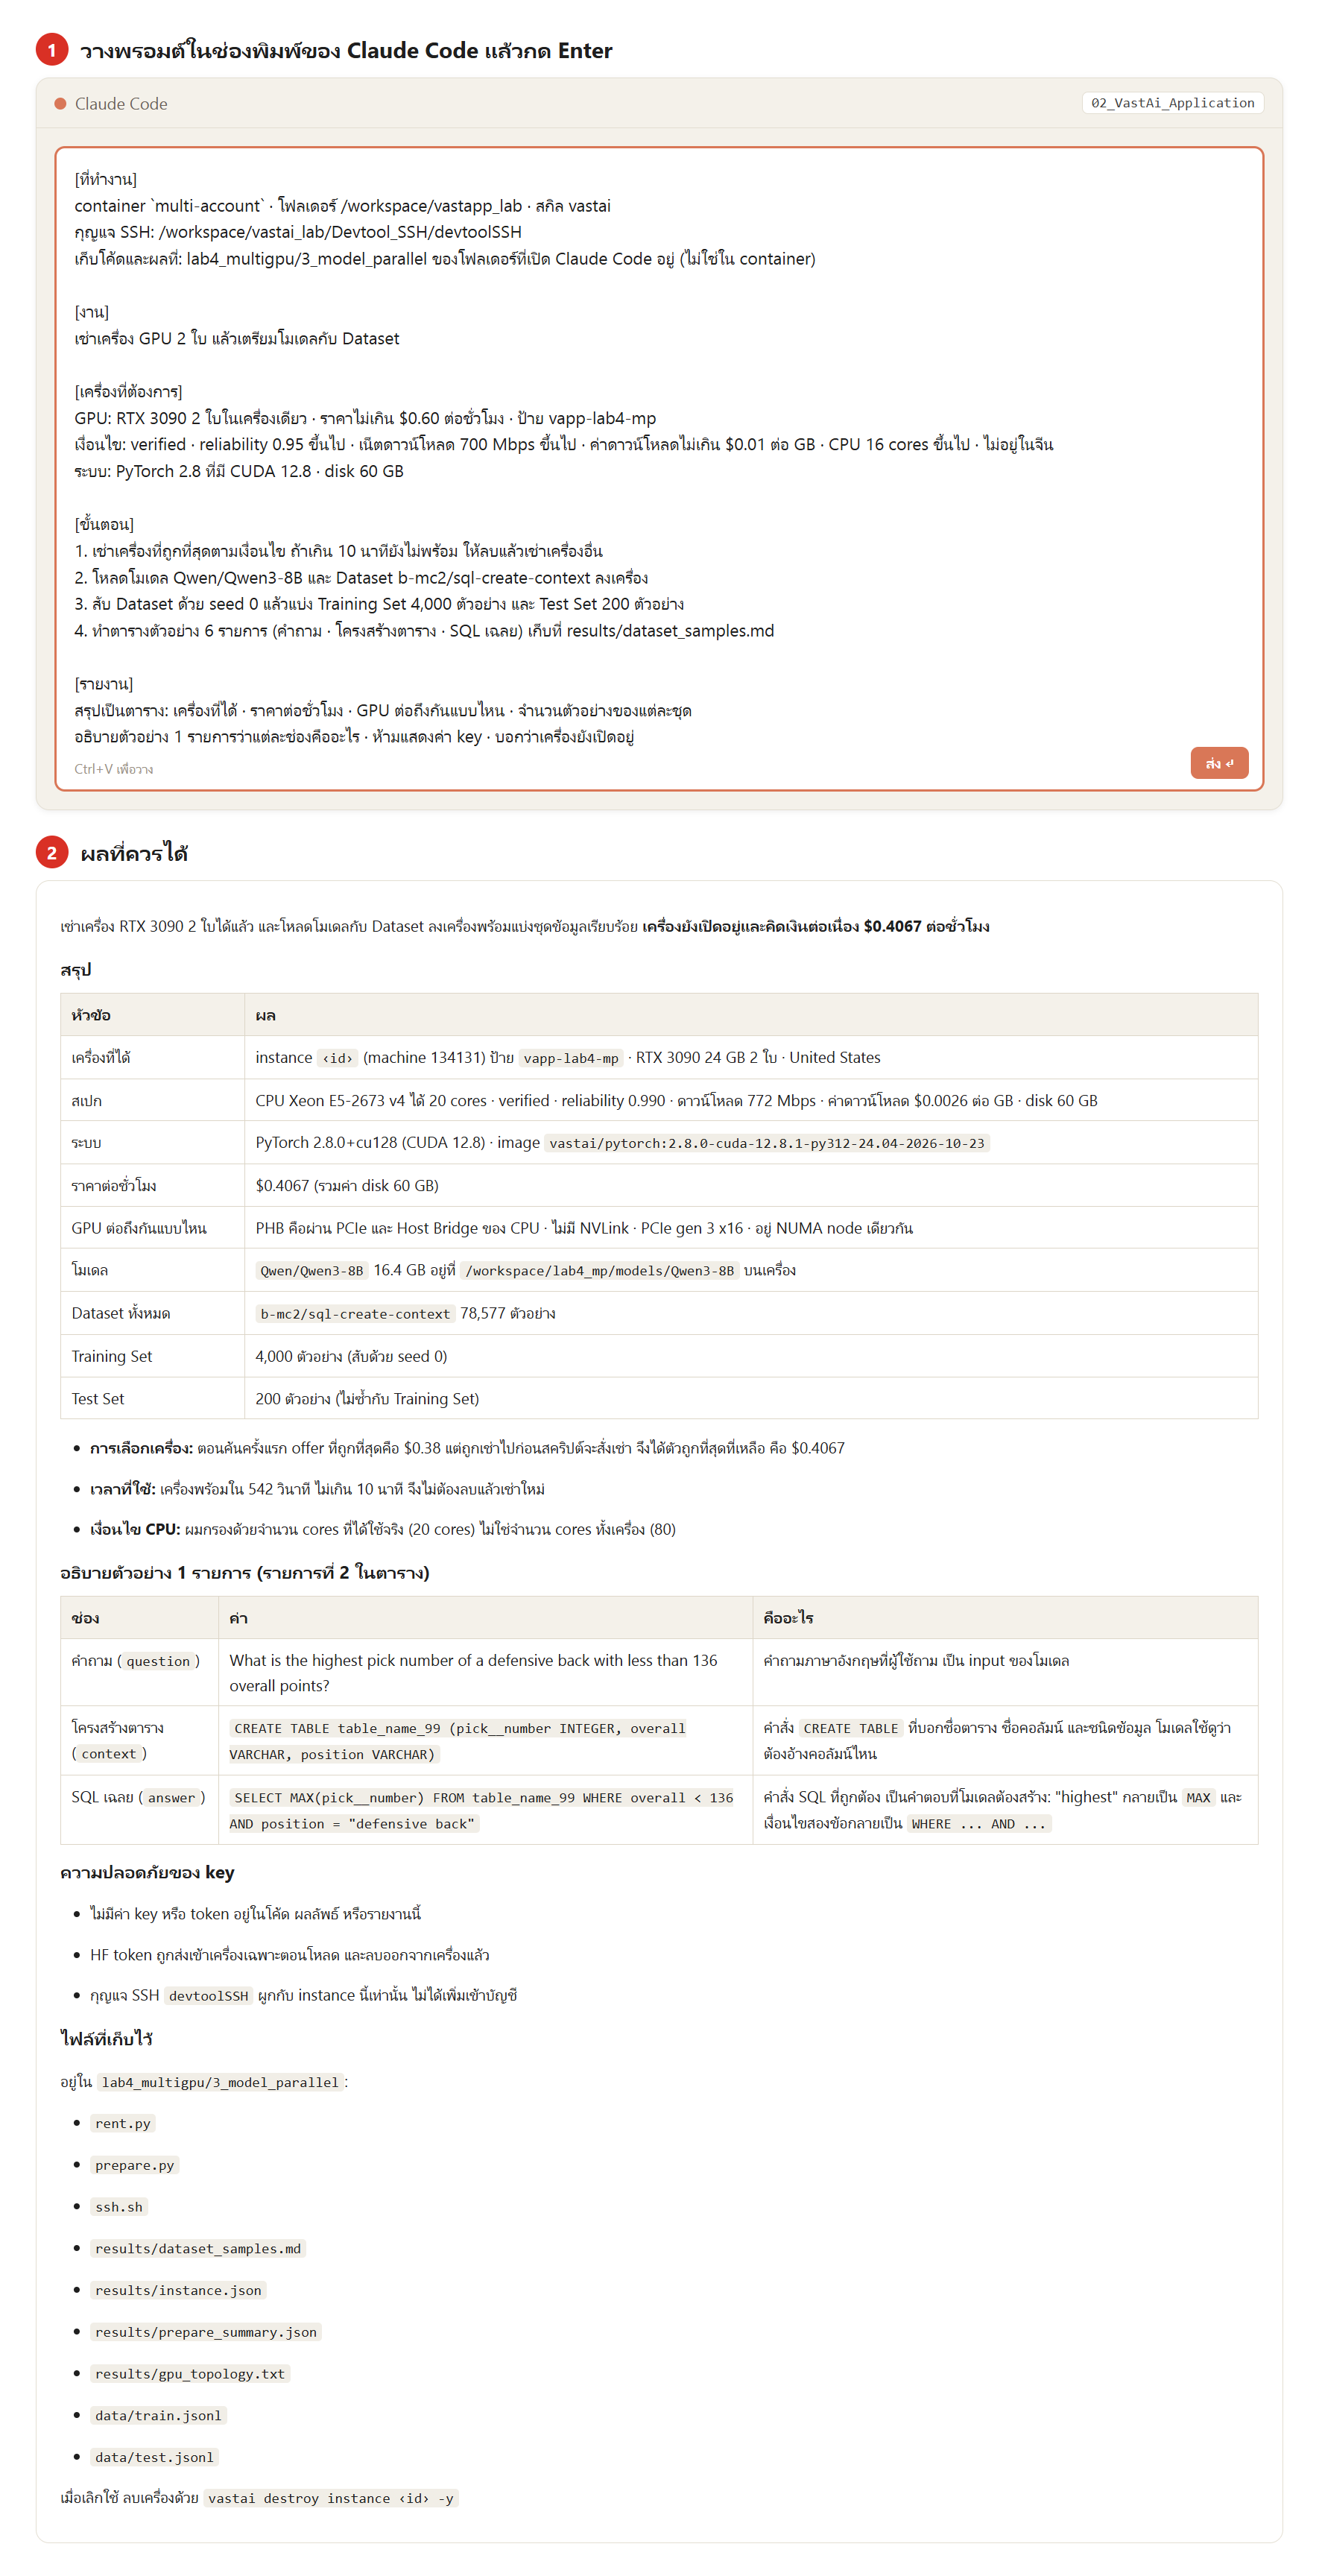 1 วางพรอมต์ในช่องพิมพ์ของ Claude Code แล้วกด Enter
Claude Code
02_VastAi_Application
[ที่ทำงาน]
container `multi-account` · โฟลเดอร์ /workspace/vastapp_lab · สกิล vastai
กุญแจ SSH: /workspace/vastai_lab/Devtool_SSH/devtoolSSH
เก็บโค้ดและผลที่: lab4_multigpu/3_model_parallel ของโฟลเดอร์ที่เปิด Claude Code อยู่ (ไม่ใช่ใน container)
[งาน]
เช่าเครื่อง GPU 2 ใบ แล้วเตรียมโมเดลกับ Dataset
[เครื่องที่ต้องการ]
GPU: RTX 3090 2 ใบในเครื่องเดียว · ราคาไม่เกิน $0.60 ต่อชั่วโมง · ป้าย vapp-lab4-mp
เงื่อนไข: verified · reliability 0.95 ขึ้นไป · เน็ตดาวน์โหลด 700 Mbps ขึ้นไป · ค่าดาวน์โหลดไม่เกิน $0.01 ต่อ GB · CPU 16 cores ขึ้นไป · ไม่อยู่ในจีน
ระบบ: PyTorch 2.8 ที่มี CUDA 12.8 · disk 60 GB
[ขั้นตอน]
1. เช่าเครื่องที่ถูกที่สุดตามเงื่อนไข ถ้าเกิน 10 นาทียังไม่พร้อม ให้ลบแล้วเช่าเครื่องอื่น
2. โหลดโมเดล Qwen/Qwen3-8B และ Dataset b-mc2/sql-create-context ลงเครื่อง
3. สับ Dataset ด้วย seed 0 แล้วแบ่ง Training Set 4,000 ตัวอย่าง และ Test Set 200 ตัวอย่าง
4. ทำตารางตัวอย่าง 6 รายการ (คำถาม · โครงสร้างตาราง · SQL เฉลย) เก็บที่ results/dataset_samples.md
[รายงาน]
สรุปเป็นตาราง: เครื่องที่ได้ · ราคาต่อชั่วโมง · GPU ต่อถึงกันแบบไหน · จำนวนตัวอย่างของแต่ละชุด
อธิบายตัวอย่าง 1 รายการว่าแต่ละช่องคืออะไร · ห้ามแสดงค่า key · บอกว่าเครื่องยังเปิดอยู่
Ctrl+V เพื่อวาง
ส่ง ↵
2 ผลที่ควรได้
เช่าเครื่อง RTX 3090 2 ใบได้แล้ว และโหลดโมเดลกับ Dataset ลงเครื่องพร้อมแบ่งชุดข้อมูลเรียบร้อย เครื่องยังเปิดอยู่และคิดเงินต่อเนื่อง $0.4067 ต่อชั่วโมง
สรุป
หัวข้อ ผล
เครื่องที่ได้ instance ‹id› (machine 134131) ป้าย vapp-lab4-mp · RTX 3090 24 GB 2 ใบ · United States
สเปก CPU Xeon E5-2673 v4 ได้ 20 cores · verified · reliability 0.990 · ดาวน์โหลด 772 Mbps · ค่าดาวน์โหลด $0.0026 ต่อ GB · disk 60 GB
ระบบ PyTorch 2.8.0+cu128 (CUDA 12.8) · image vastai/pytorch:2.8.0-cuda-12.8.1-py312-24.04-2026-10-23
ราคาต่อชั่วโมง $0.4067 (รวมค่า disk 60 GB)
GPU ต่อถึงกันแบบไหน PHB คือผ่าน PCIe และ Host Bridge ของ CPU · ไม่มี NVLink · PCIe gen 3 x16 · อยู่ NUMA node เดียวกัน
โมเดล Qwen/Qwen3-8B 16.4 GB อยู่ที่ /workspace/lab4_mp/models/Qwen3-8B บนเครื่อง
Dataset ทั้งหมด b-mc2/sql-create-context 78,577 ตัวอย่าง
Training Set 4,000 ตัวอย่าง (สับด้วย seed 0)
Test Set 200 ตัวอย่าง (ไม่ซ้ำกับ Training Set)
• การเลือกเครื่อง: ตอนค้นครั้งแรก offer ที่ถูกที่สุดคือ $0.38 แต่ถูกเช่าไปก่อนสคริปต์จะสั่งเช่า จึงได้ตัวถูกที่สุดที่เหลือ คือ $0.4067
• เวลาที่ใช้: เครื่องพร้อมใน 542 วินาที ไม่เกิน 10 นาที จึงไม่ต้องลบแล้วเช่าใหม่
• เงื่อนไข CPU: ผมกรองด้วยจำนวน cores ที่ได้ใช้จริง (20 cores) ไม่ใช่จำนวน cores ทั้งเครื่อง (80)
อธิบายตัวอย่าง 1 รายการ (รายการที่ 2 ในตาราง)
ช่อง ค่า คืออะไร
คำถาม (question) What is the highest pick number of a defensive back with less than 136 คำถามภาษาอังกฤษที่ผู้ใช้ถาม เป็น input ของโมเดล
overall points?
โครงสร้างตาราง CREATE TABLE table_name_99 (pick__number INTEGER, overall คำสั่ง CREATE TABLE ที่บอกชื่อตาราง ชื่อคอลัมน์ และชนิดข้อมูล โมเดลใช้ดูว่า
(context) VARCHAR, position VARCHAR) ต้องอ้างคอลัมน์ไหน
SQL เฉลย (answer) SELECT MAX(pick__number) FROM table_name_99 WHERE overall < 136 คำสั่ง SQL ที่ถูกต้อง เป็นคำตอบที่โมเดลต้องสร้าง: "highest" กลายเป็น MAX และ
AND position = "defensive back" เงื่อนไขสองข้อกลายเป็น WHERE ... AND ...
ความปลอดภัยของ key
• ไม่มีค่า key หรือ token อยู่ในโค้ด ผลลัพธ์ หรือรายงานนี้
• HF token ถูกส่งเข้าเครื่องเฉพาะตอนโหลด และลบออกจากเครื่องแล้ว
• กุญแจ SSH devtoolSSH ผูกกับ instance นี้เท่านั้น ไม่ได้เพิ่มเข้าบัญชี
ไฟล์ที่เก็บไว้
อยู่ใน lab4_multigpu/3_model_parallel:
• rent.py
• prepare.py
• ssh.sh
• results/dataset_samples.md
• results/instance.json
• results/prepare_summary.json
• results/gpu_topology.txt
• data/train.jsonl
• data/test.jsonl
เมื่อเลิกใช้ ลบเครื่องด้วย vastai destroy instance ‹id› -y